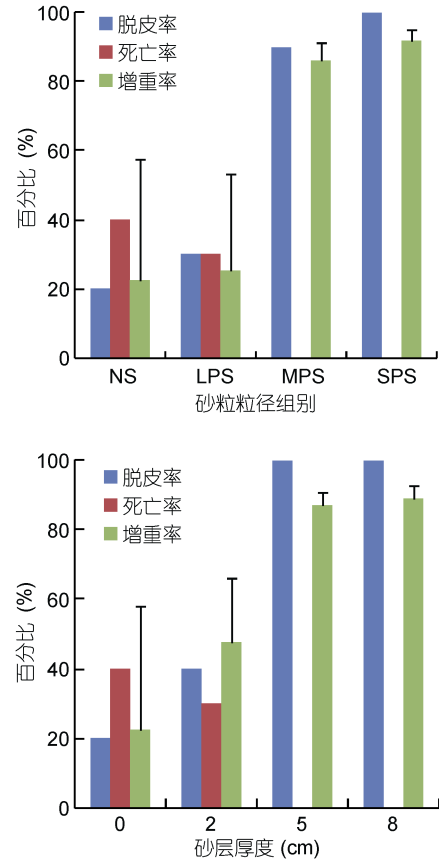 100
80
60
40
20
0
百分比 (%)
脱皮率
死亡率
增重率
NS LPS MPS SPS
砂粒粒径组别
100
80
60
40
20
0
百分比 (%)
脱皮率
死亡率
增重率
0 2 5 8
砂层厚度 (cm)